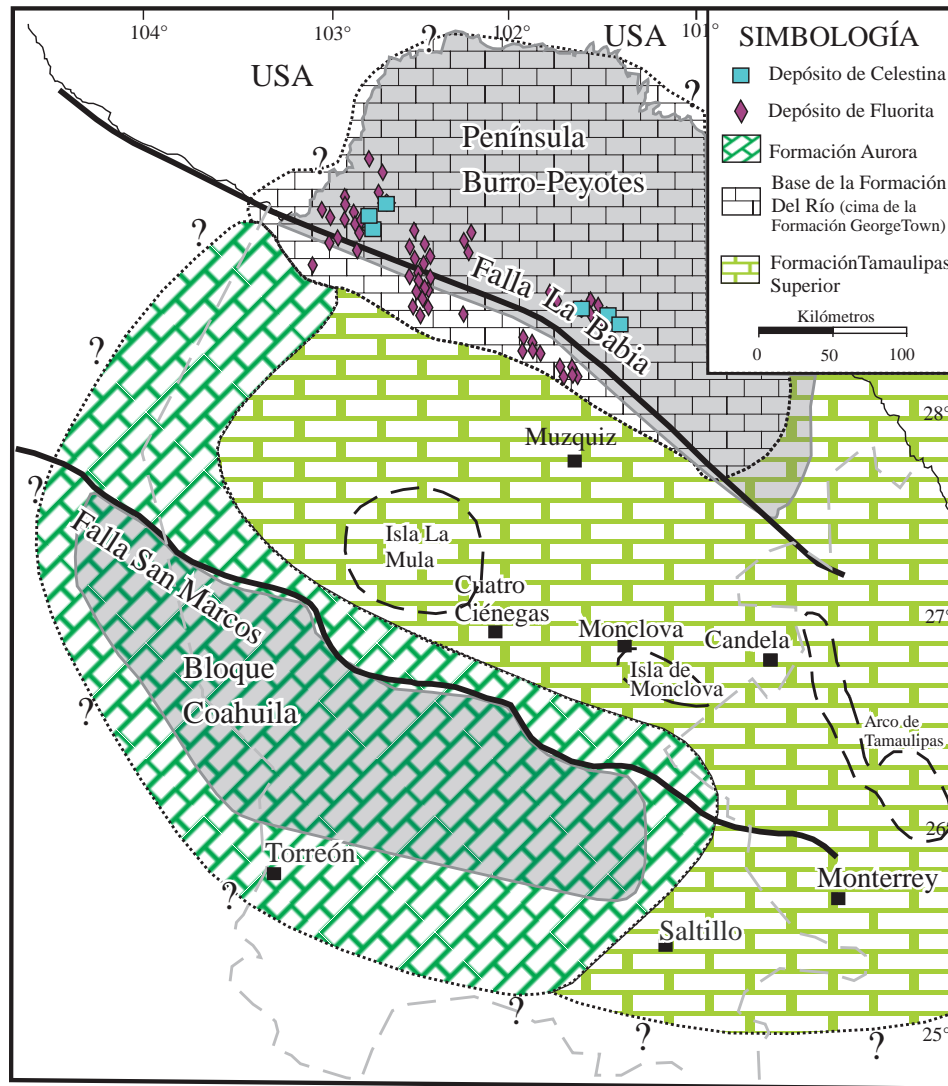 104°
103°
102°
101°
?
USA
USA
?
?
Península
Burro-Peyotes
?
Falla La Babia
?
28°
Muzquiz
?
Isla La
Mula
Falla San Marcos
Cuatro
Ciénegas
27°
Monclova
Candela
Isla de
Monclova
Bloque
Coahuila
?
Arco de
Tamaulipas
26°
Torreón
?
Monterrey
Saltillo
?
?
?
25°
SIMBOLOGÍA
Depósito de Celestina
Depósito de Fluorita
Formación Aurora
Base de la Formación
Del Río (cima de la
Formación GeorgeTown)
FormaciónTamaulipas
Superior
Kilómetros
0 50 100